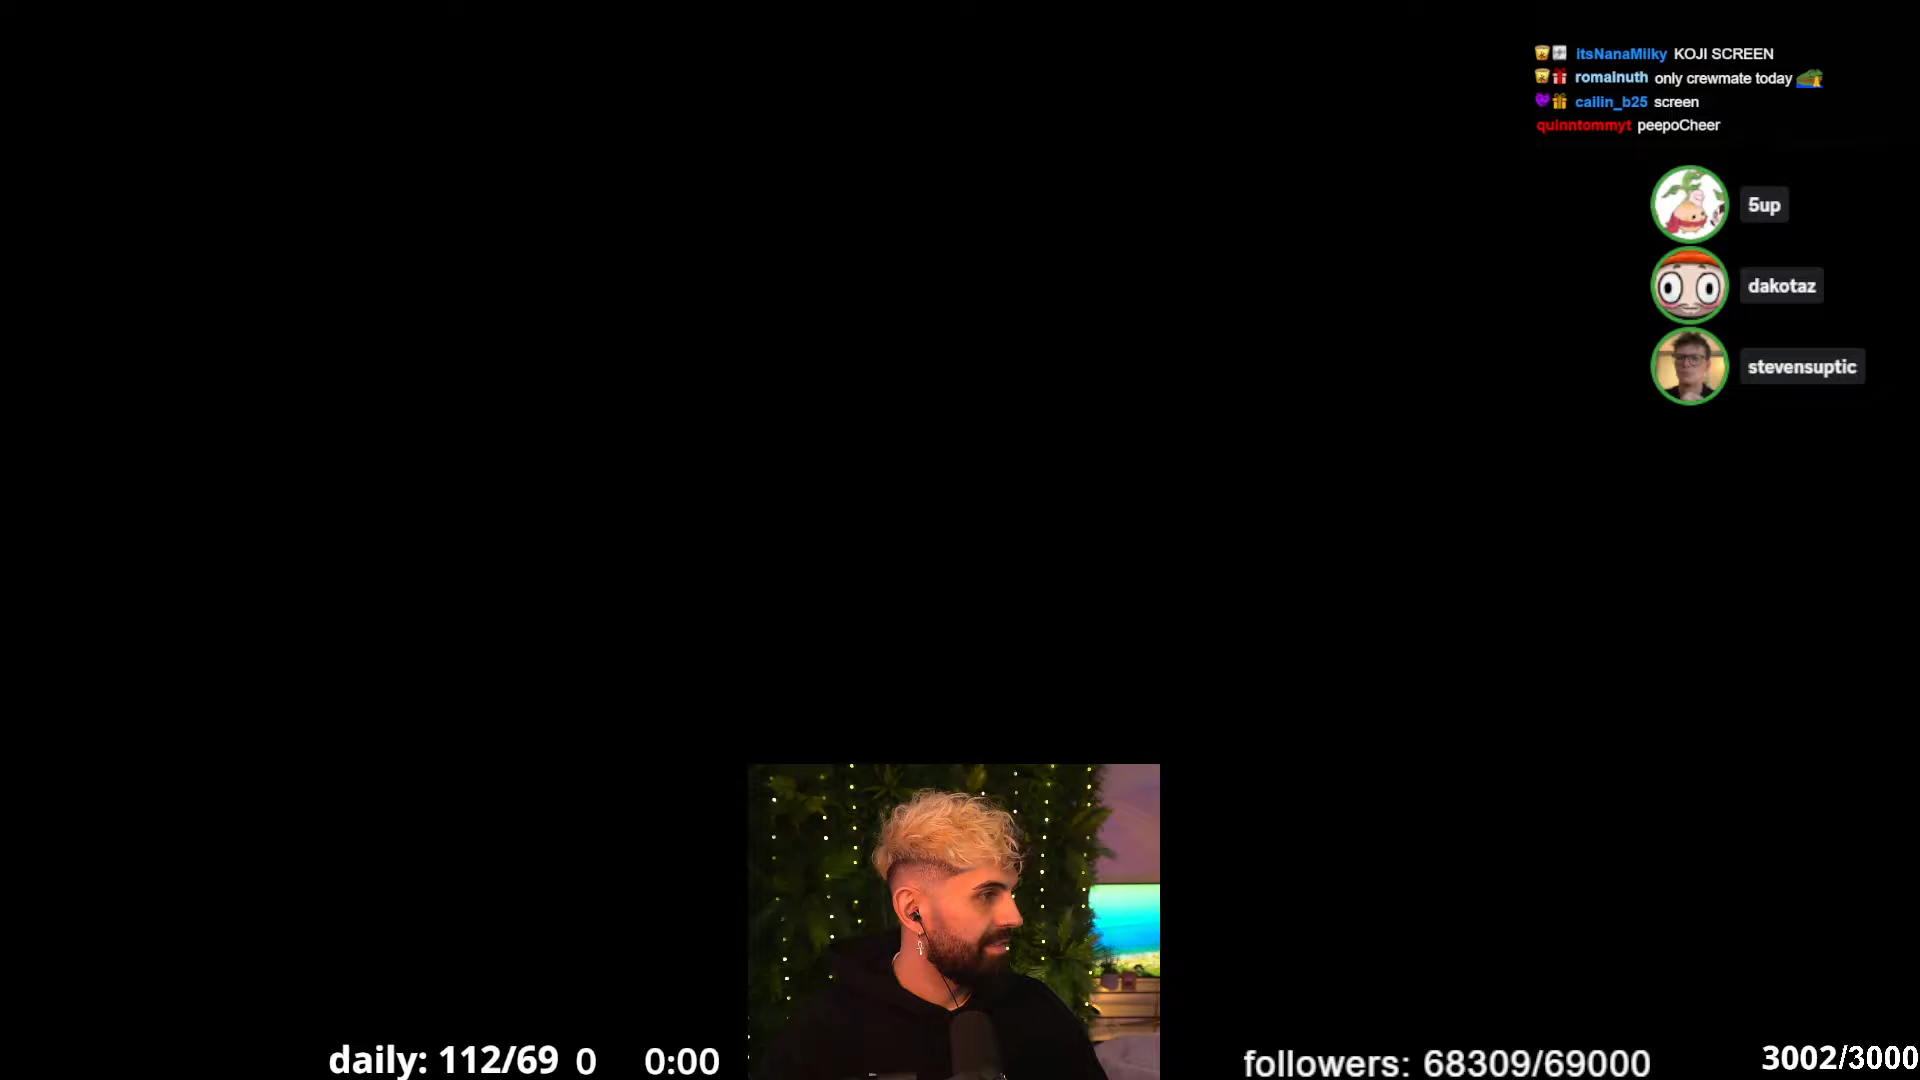 itsNanaMilky KOJI SCREEN
romainuth only crewmate today
cailin_b25 screen
quinntommyt peepoCheer
5up
dakotaz
stevensuptic
daily: 112/69 0 0:00
followers: 68309/69000
3002/3000